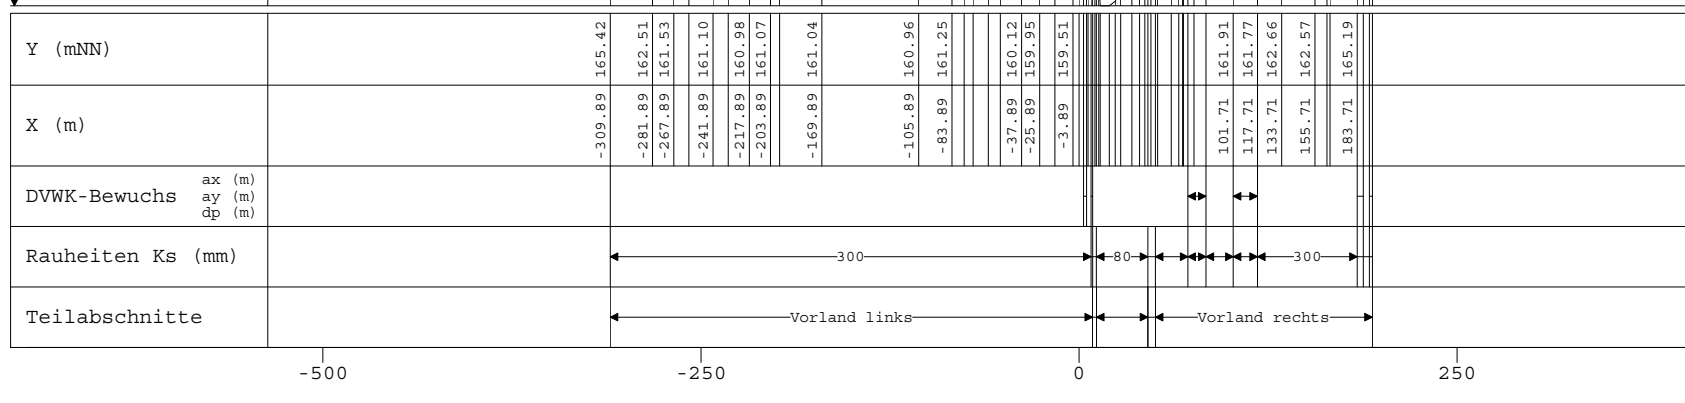 Y (mNN) 165.42 162.51 161.53 161.10 160.98 161.07 161.04 160.96 161.25 160.12 159.95 159.51 161.91 161.77 162.66 162.57 165.19
X (m) -309.89 -281.89 -267.89 -241.89 -217.89 -203.89 -169.89 -105.89 -83.89 -37.89 -25.89 -3.89 101.71 117.71 133.71 155.71 183.71
ax (m)
DVWK-Bewuchs ay (m)
dp (m)
Rauheiten Ks (mm) 300 80 300
Teilabschnitte Vorland links Vorland rechts
-500 -250 0 250